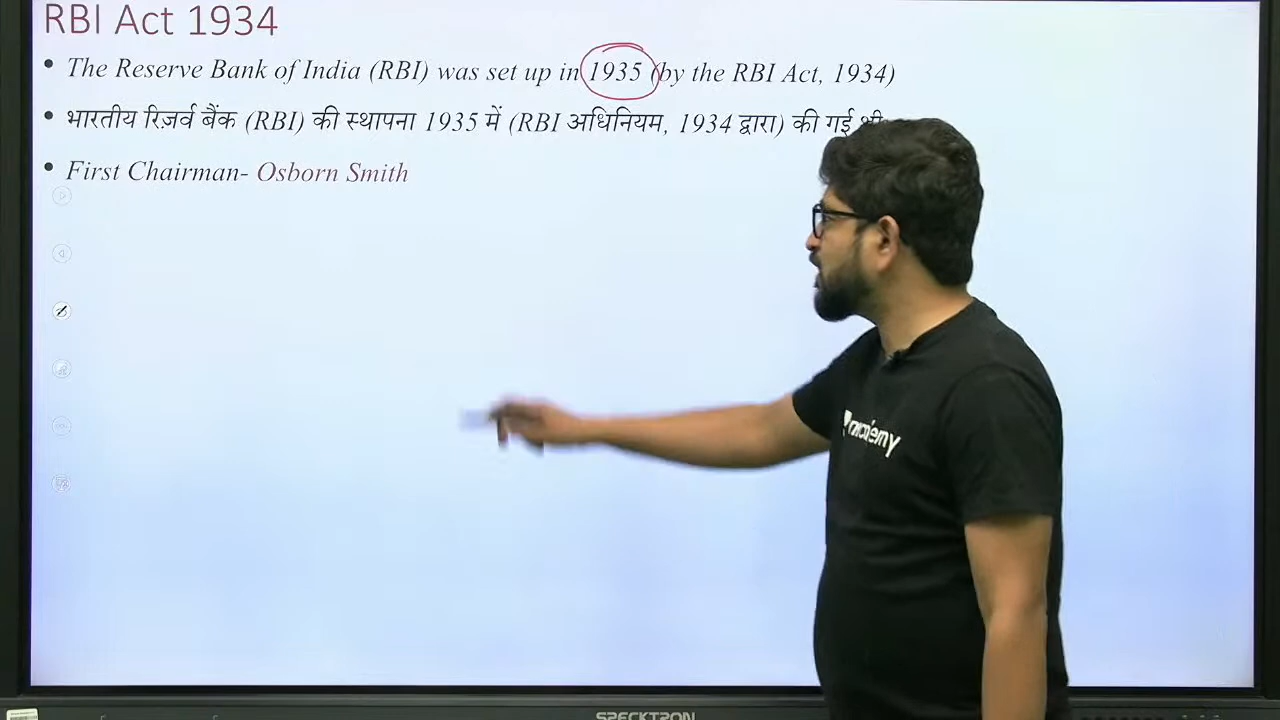 RBI Act 1934
• The Reserve Bank of India (RBI) was set up in 1935 (by the RBI Act, 1934)
• भारतीय रिज़र्व बैंक (RBI) की स्थापना 1935 में (RBI अधिनियम, 1934 द्वारा) की गई थी
• First Chairman- Osborn Smith
SPECKTRON